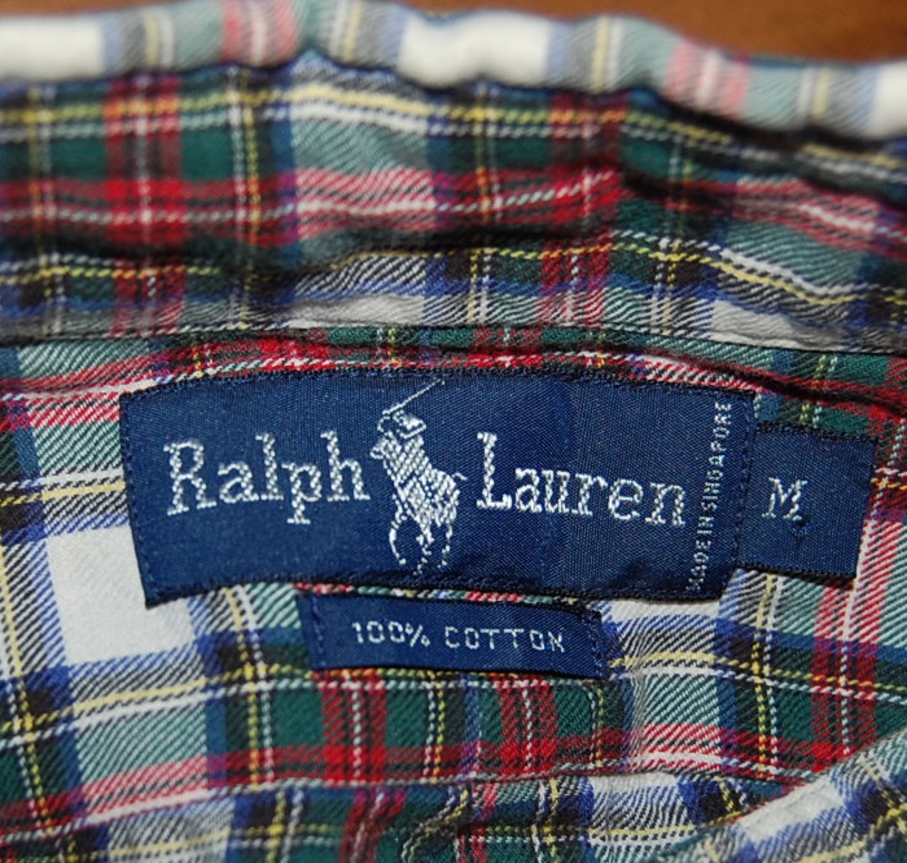 Ralph Lauren
MADE IN SINGAPORE
M
100% COTTON